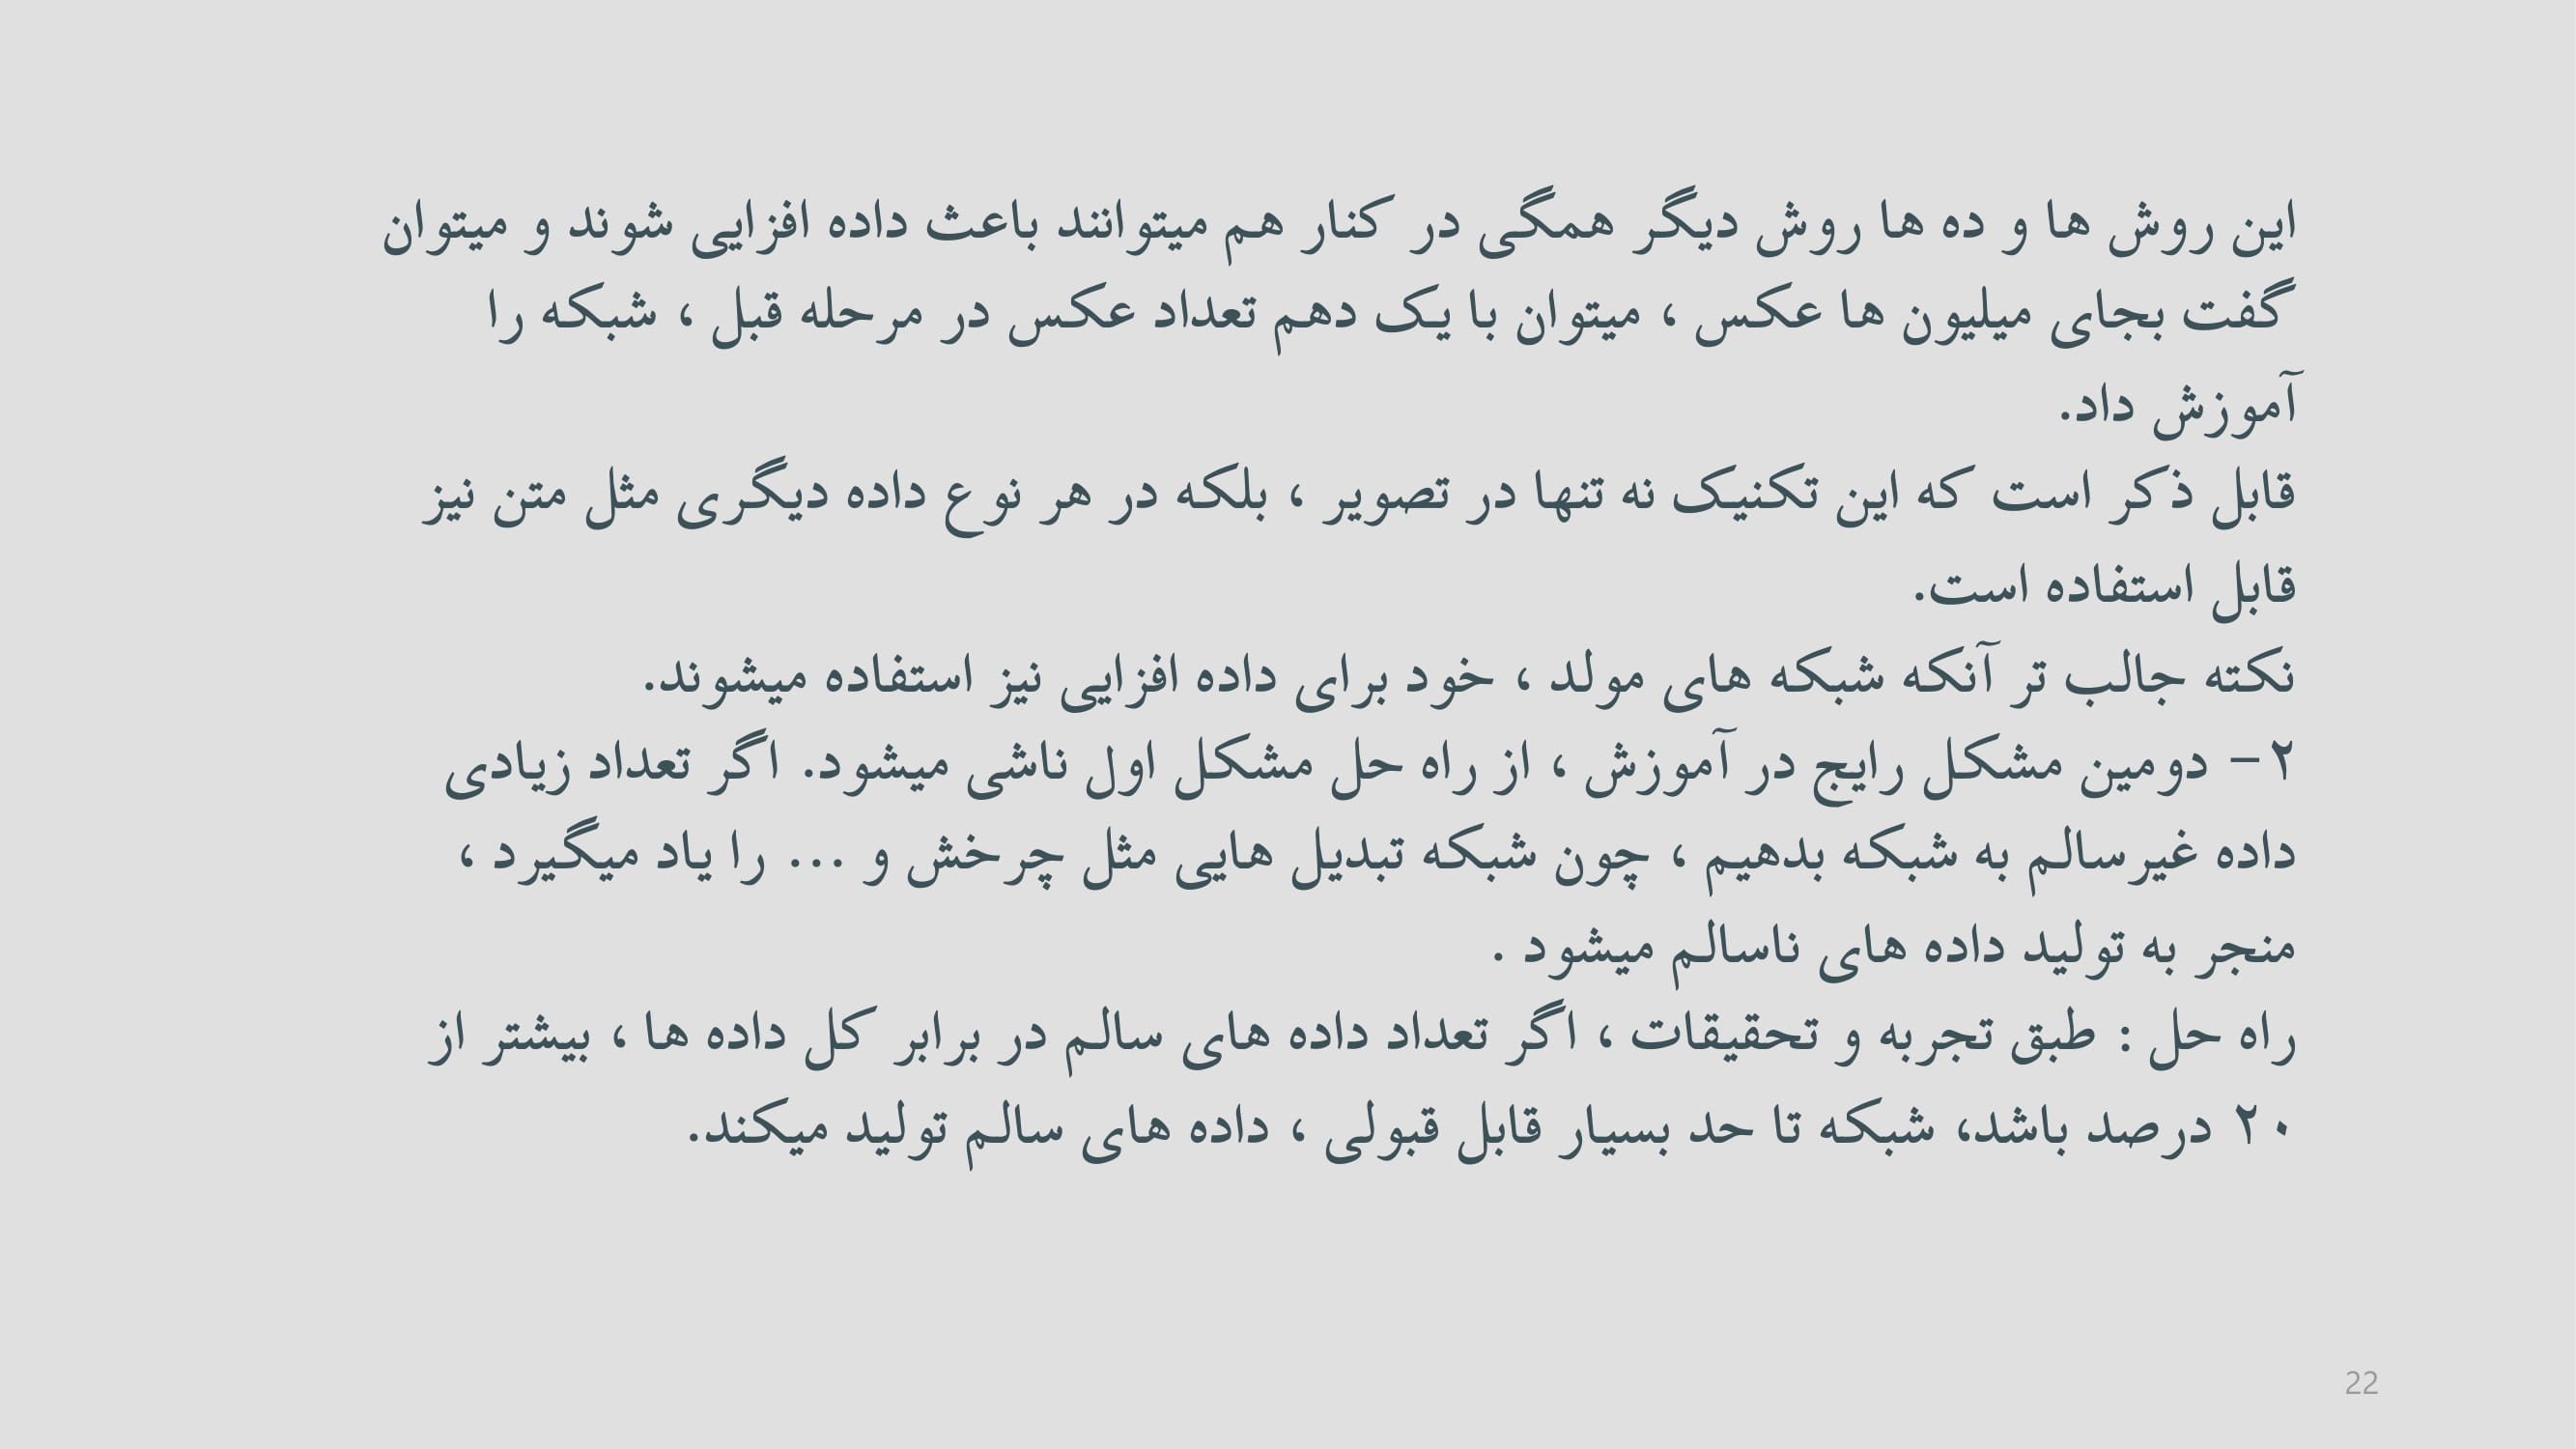 این روش ها و ده ها روش دیگر همگی در کنار هم میتوانند باعث داده افزایی شوند و میتوان
گفت بجای میلیون ها عکس ، میتوان با یک دهم تعداد عکس در مرحله قبل ، شبکه را
آموزش داد.
قابل ذکر است که این تکنیک نه تنها در تصویر ، بلکه در هر نوع داده دیگری مثل متن نیز
قابل استفاده است.
نکته جالب تر آنکه شبکه های مولد ، خود برای داده افزایی نیز استفاده میشوند.
۲- دومین مشکل رایج در آموزش ، از راه حل مشکل اول ناشی میشود. اگر تعداد زیادی
داده غیرسالم به شبکه بدهیم ، چون شبکه تبدیل هایی مثل چرخش و ... را یاد میگیرد ،
منجر به تولید داده های ناسالم میشود .
راه حل : طبق تجربه و تحقیقات ، اگر تعداد داده های سالم در برابر کل داده ها ، بیشتر از
۲۰ درصد باشد، شبکه تا حد بسیار قابل قبولی ، داده های سالم تولید میکند.
22